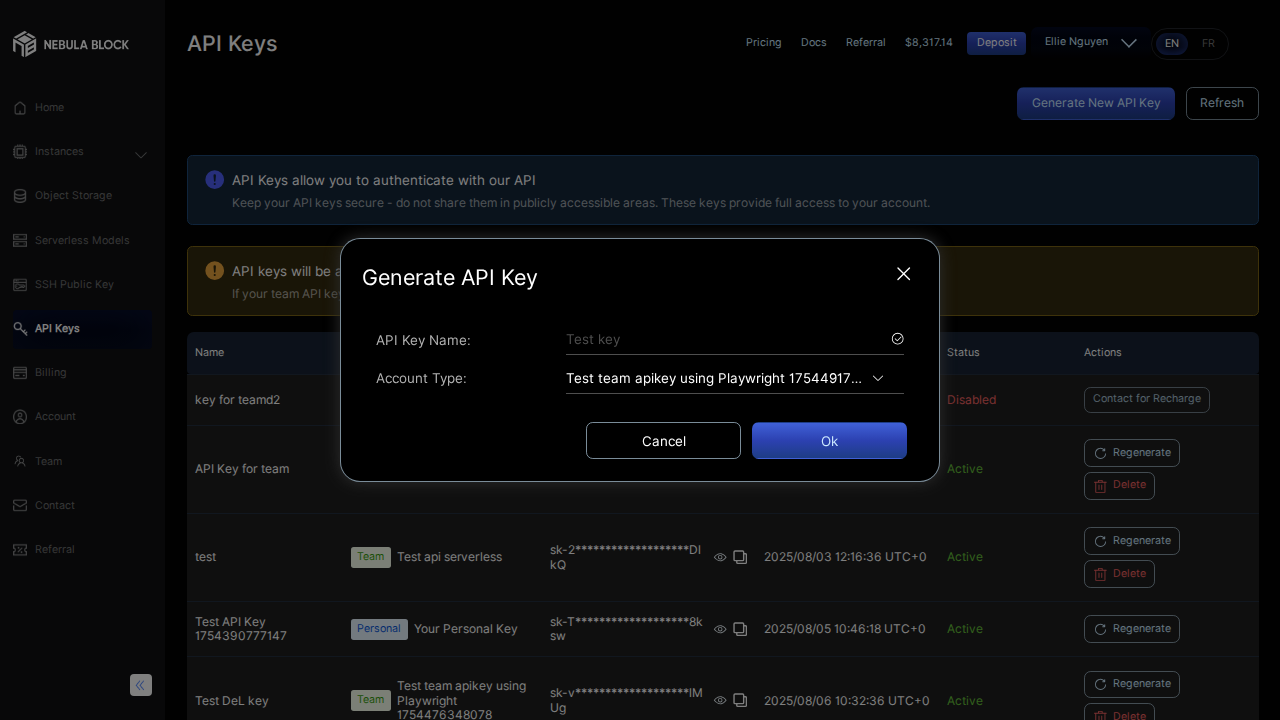 NEBULA BLOCK
API Keys
Pricing
Docs
Referral
$8,317.14
Deposit
Ellie Nguyen
EN
FR
Home
Instances
Object Storage
Serverless Models
SSH Public Key
API Keys
Billing
Account
Team
Contact
Referral
Generate New API Key
Refresh
API Keys allow you to authenticate with our API
Keep your API keys secure - do not share them in publicly accessible areas. These keys provide full access to your account.
API keys will be
If your team API
Generate API Key
API Key Name:
Test key
Account Type:
Test team apikey using Playwright 17544917...
Cancel
Ok
Name
Status
Actions
key for teamd2
Disabled
Contact for Recharge
API Key for team
Active
Regenerate
Delete
test
Team
Test api serverless
sk-2*******************DI
kQ
2025/08/03 12:16:36 UTC+0
Active
Regenerate
Delete
Test API Key
1754390777147
Personal
Your Personal Key
sk-T*******************8k
sw
2025/08/05 10:46:18 UTC+0
Active
Regenerate
Test DeL key
Team
Test team apikey using
Playwright
1754476348078
sk-v*******************IM
Ug
2025/08/06 10:32:36 UTC+0
Active
Regenerate
Delete